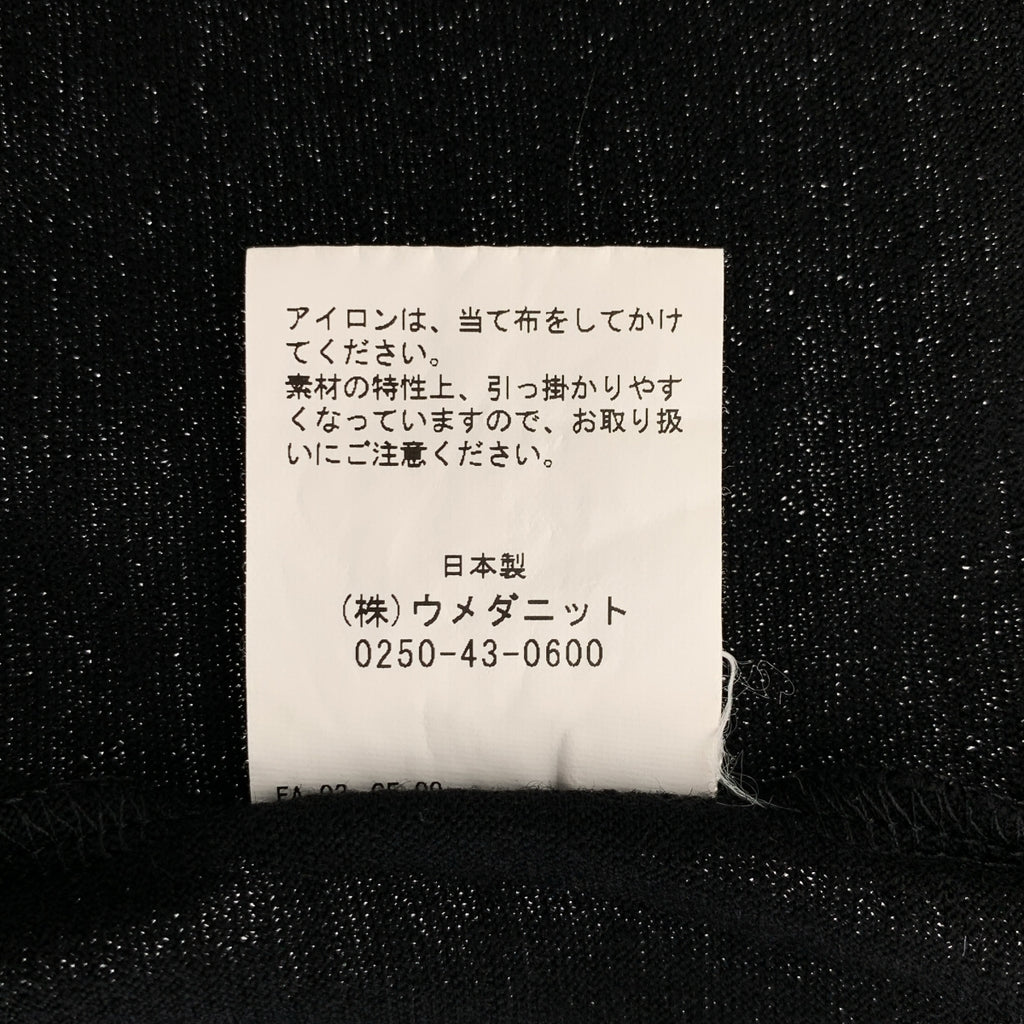 アイロンは、当て布をしてかけ
てください。
素材の特性上、引っ掛かりやす
くなっていますので、お取り扱
いにご注意ください。
日本製
(株)ウメダニット
0250-43-0600